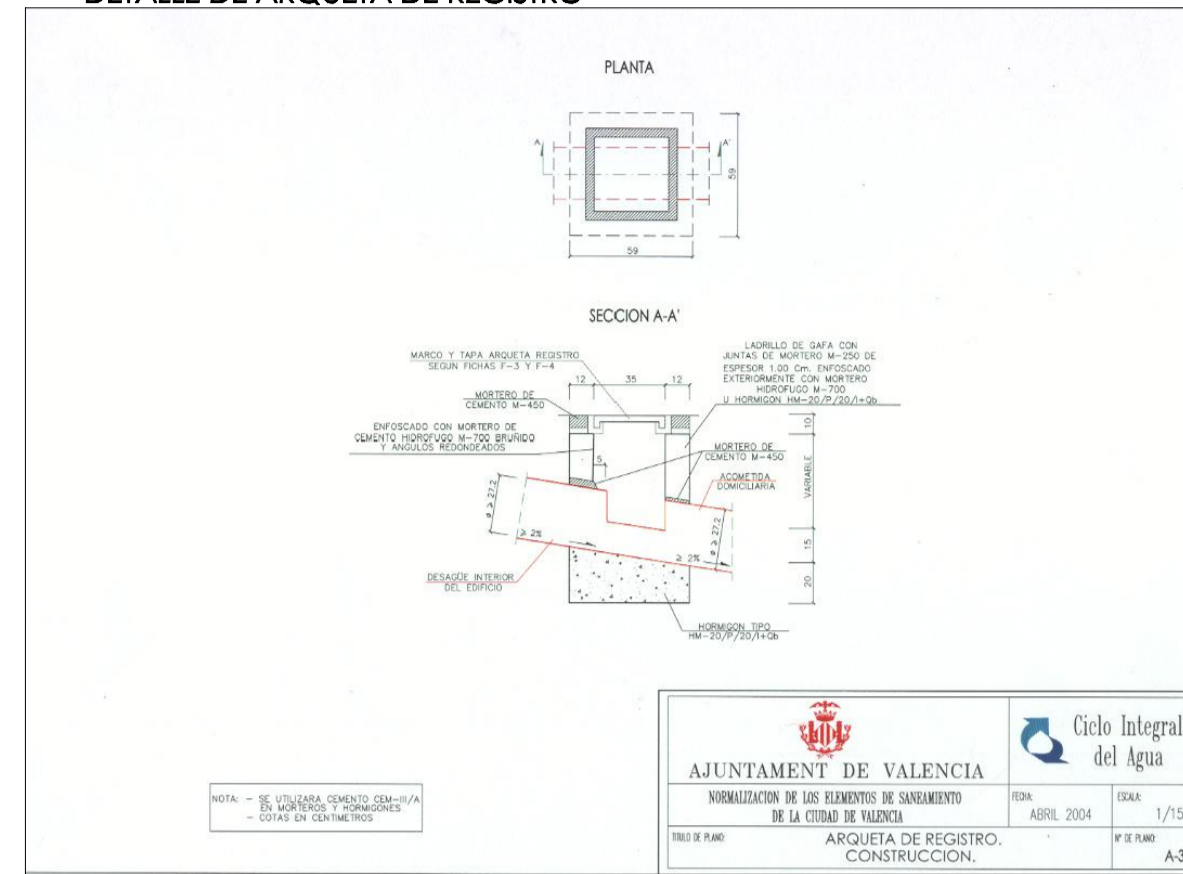 DETALLE DE ARQUETA DE REGISTRO
PLANTA
A
A'
59
59
SECCION A-A'
MARCO Y TAPA ARQUETA REGISTRO
SEGUN FICHAS F-3 Y F-4
LADRILLO DE GAFA CON
JUNTAS DE MORTERO M-250 DE
ESPESOR 1.00 Cm. ENFOSCADO
EXTERIORMENTE CON MORTERO
HIDROFUGO M-700
U HORMIGON HM-20/P/20/I+Qb
12
35
12
MORTERO DE
CEMENTO M-450
ENFOSCADO CON MORTERO DE
CEMENTO HIDROFUGO M-700 BRUÑIDO
Y ANGULOS REDONDEADOS
10
MORTERO DE
CEMENTO M-450
5
VARIABLE
ACOMETIDA
DOMICILIARIA
ø ≥ 27,2
ø ≥ 27,2
≥ 2%
≥ 2%
15
20
DESAGÜE INTERIOR
DEL EDIFICIO
HORMIGON TIPO
HM-20/P/20/I+Qb
NOTA: - SE UTILIZARA CEMENTO CEM-III/A
EN MORTEROS Y HORMIGONES
- COTAS EN CENTIMETROS
AJUNTAMENT DE VALENCIA
Ciclo Integral
del Agua
NORMALIZACION DE LOS ELEMENTOS DE SANEAMIENTO
DE LA CIUDAD DE VALENCIA
FECHA:
ABRIL 2004
ESCALA:
1/15
TITULO DE PLANO:
ARQUETA DE REGISTRO.
CONSTRUCCION.
Nº DE PLANO:
A-3